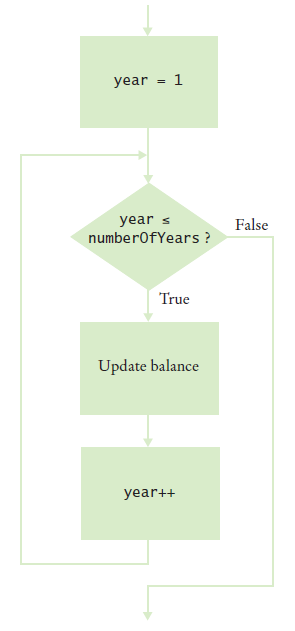 year = 1
year ≤
numberOfYears ?
False
True
Update balance
year++